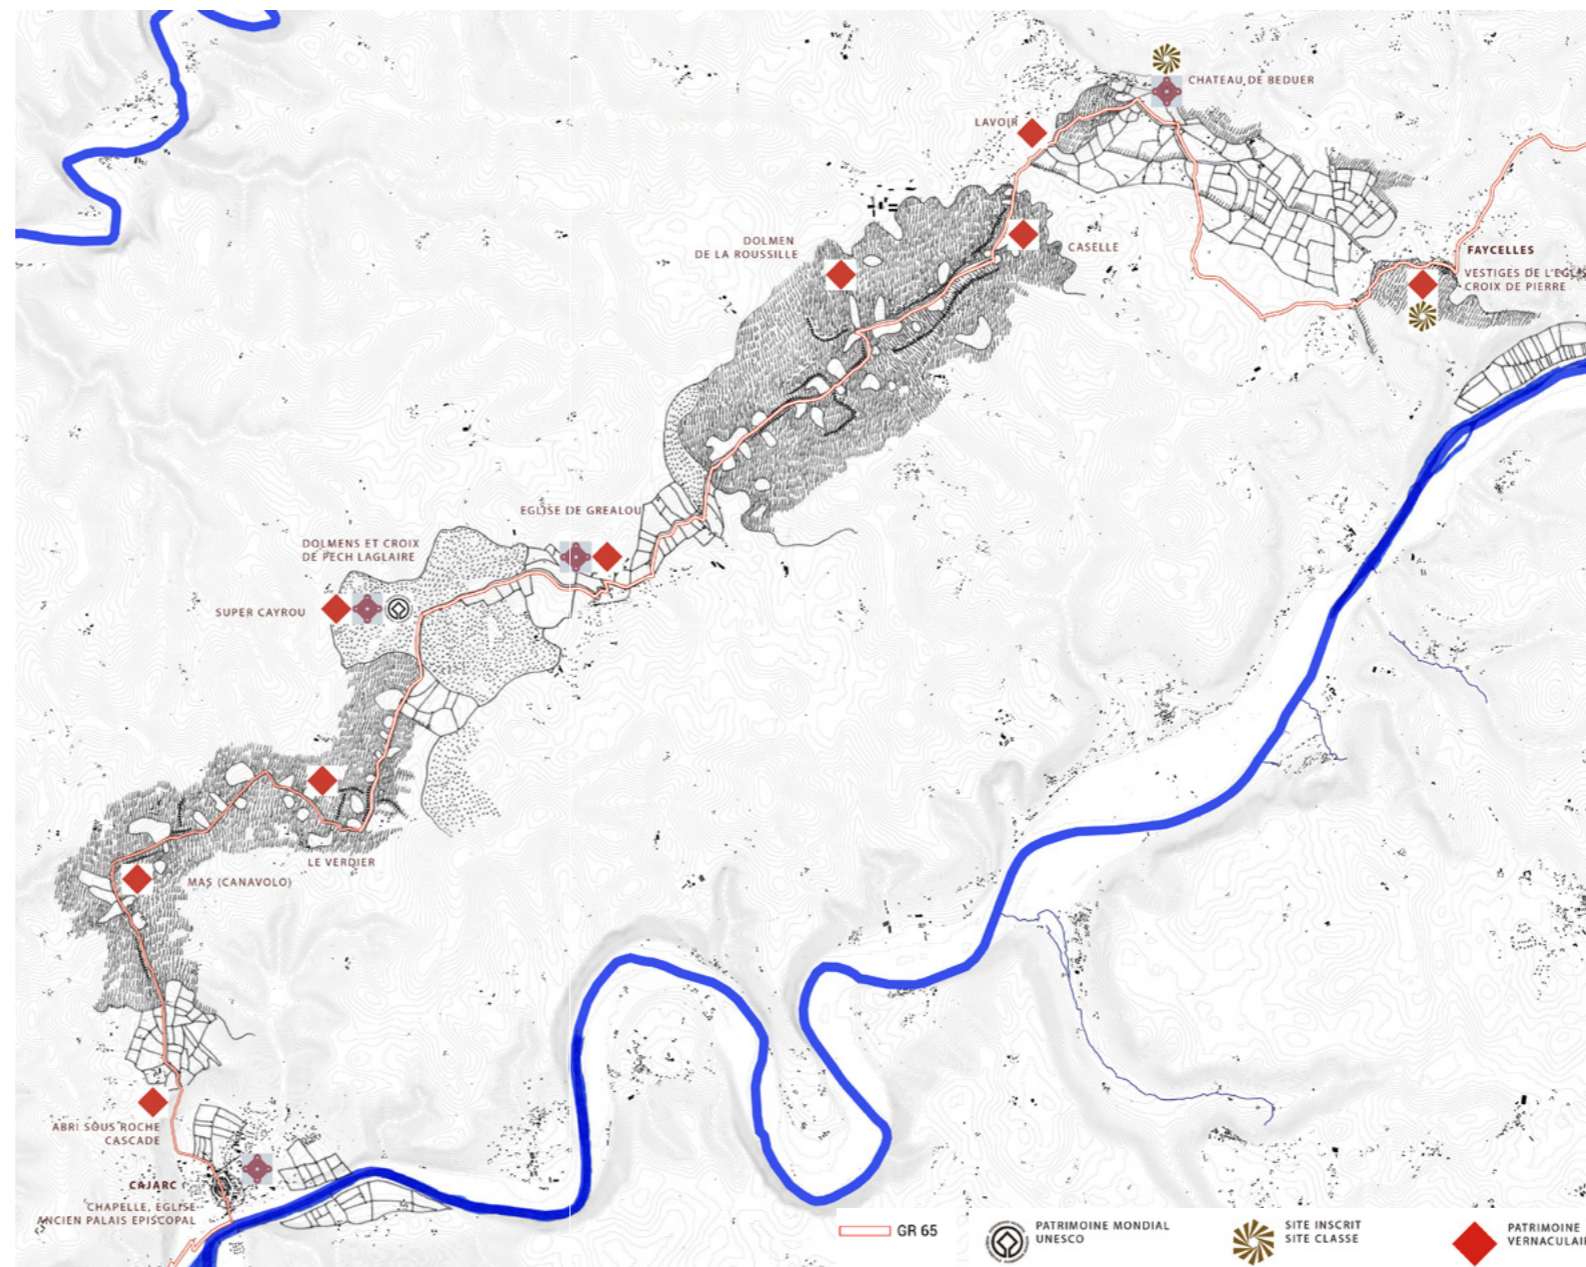 CHATEAU DE BEDUER
LAVOIR
DOLMEN
DE LA ROUSSILLE
CASELLE
FAYCELLES
VESTIGES DE L'EGLIS
CROIX DE PIERRE
EGLISE DE GREALOU
DOLMENS ET CROIX
DE PECH LAGLAIRE
SUPER CAYROU
LE VERDIER
MAS (CANAVOLO)
ABRI SOUS ROCHE
CASCADE
CAJARC
CHAPELLE, EGLISE
ANCIEN PALAIS EPISCOPAL
GR 65
PATRIMOINE MONDIAL
UNESCO
SITE INSCRIT
SITE CLASSE
PATRIMOINE
VERNACULAI